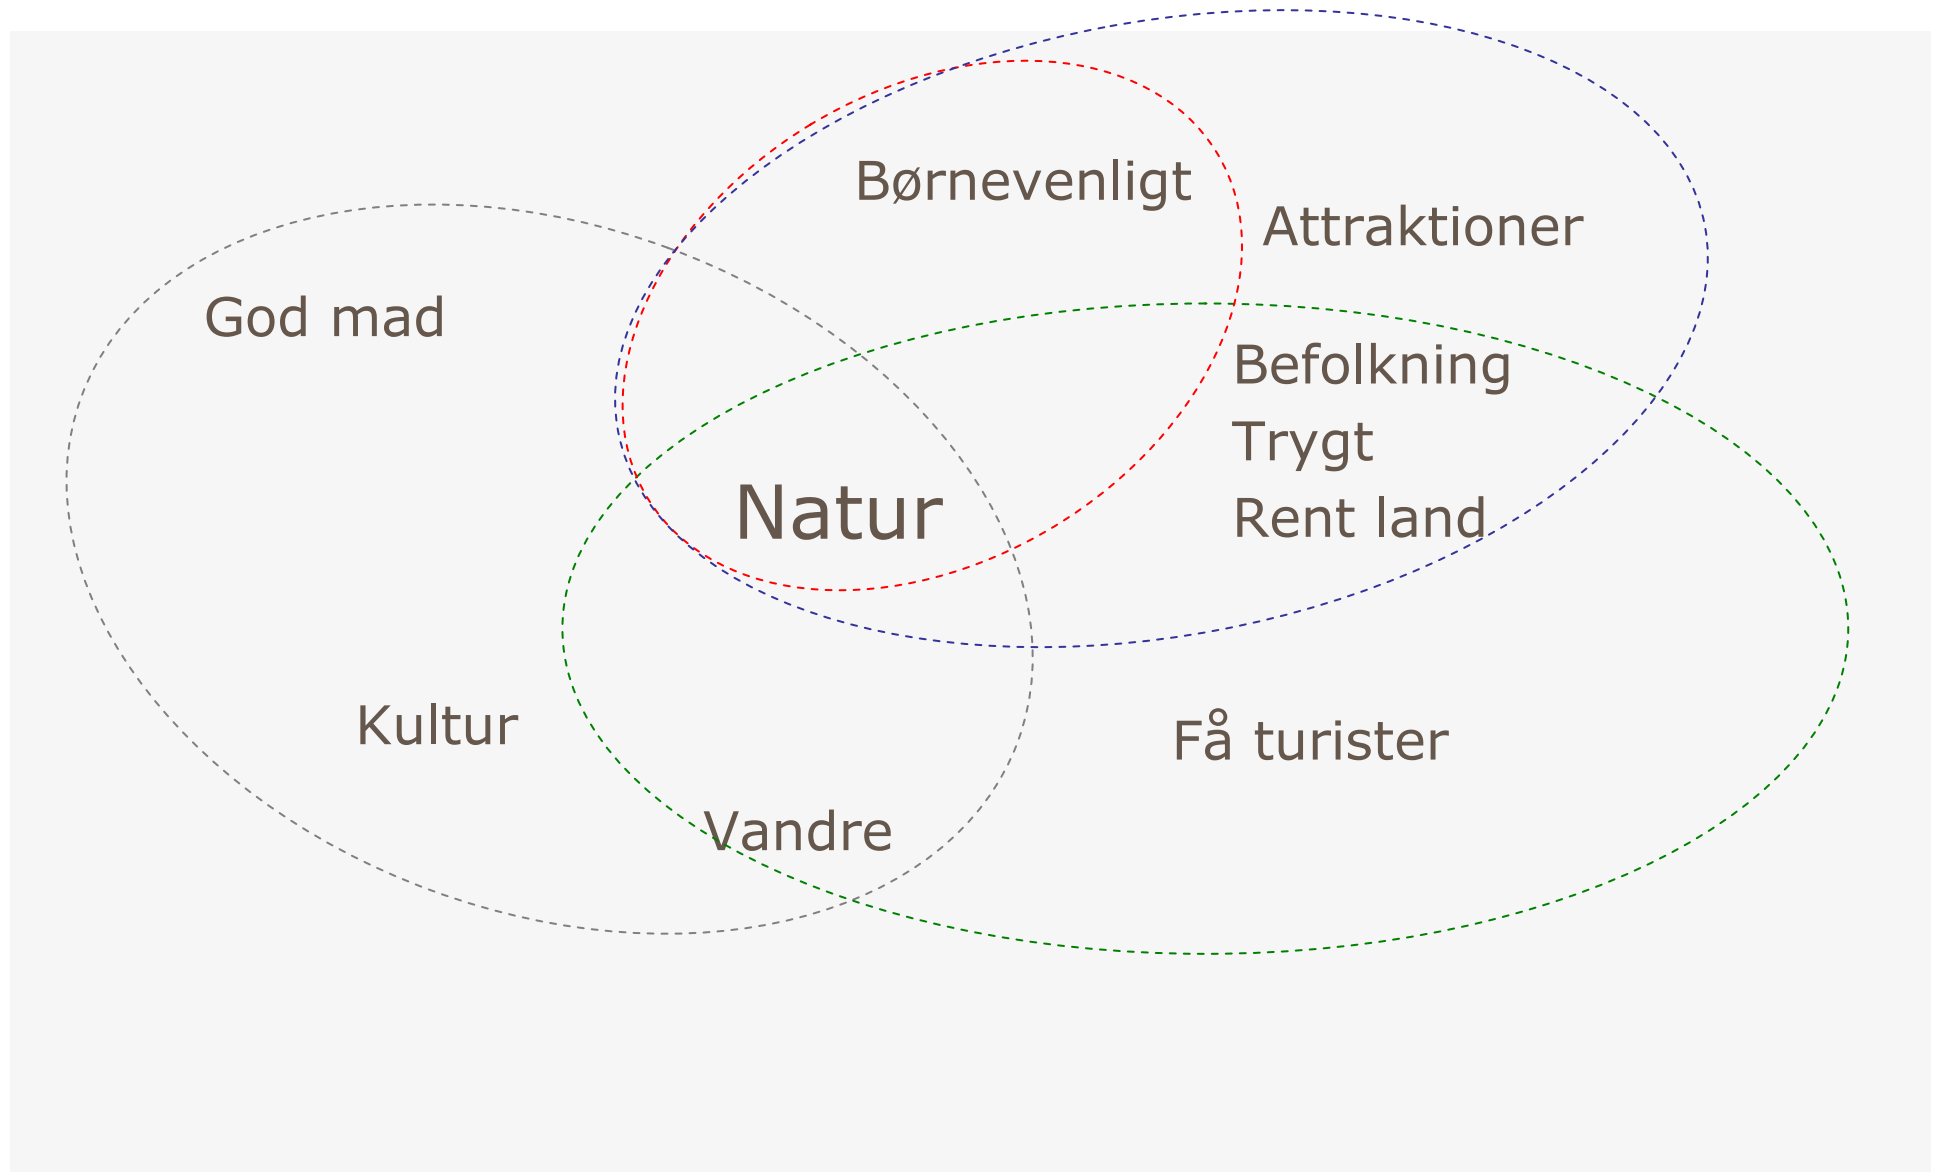 Børnevenligt
Attraktioner
God mad
Befolkning
Trygt
Natur
Rent land
Kultur
Få turister
Vandre